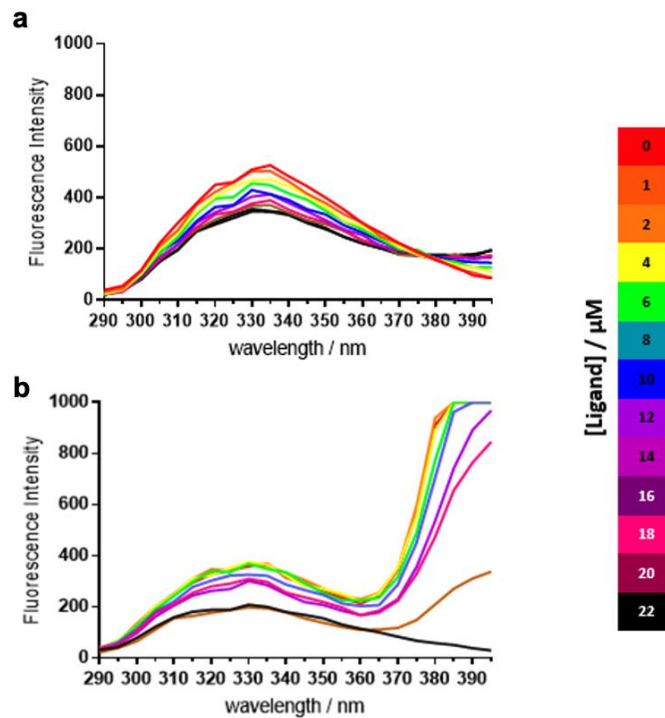 a
1000
800
600
400
200
0
Fluorescence Intensity
290 300 310 320 330 340 350 360 370 380 390
wavelength / nm
b
1000
800
600
400
200
0
Fluorescence Intensity
290 300 310 320 330 340 350 360 370 380 390
wavelength / nm
[Ligand] / µM
0
1
2
4
6
8
10
12
14
16
18
20
22